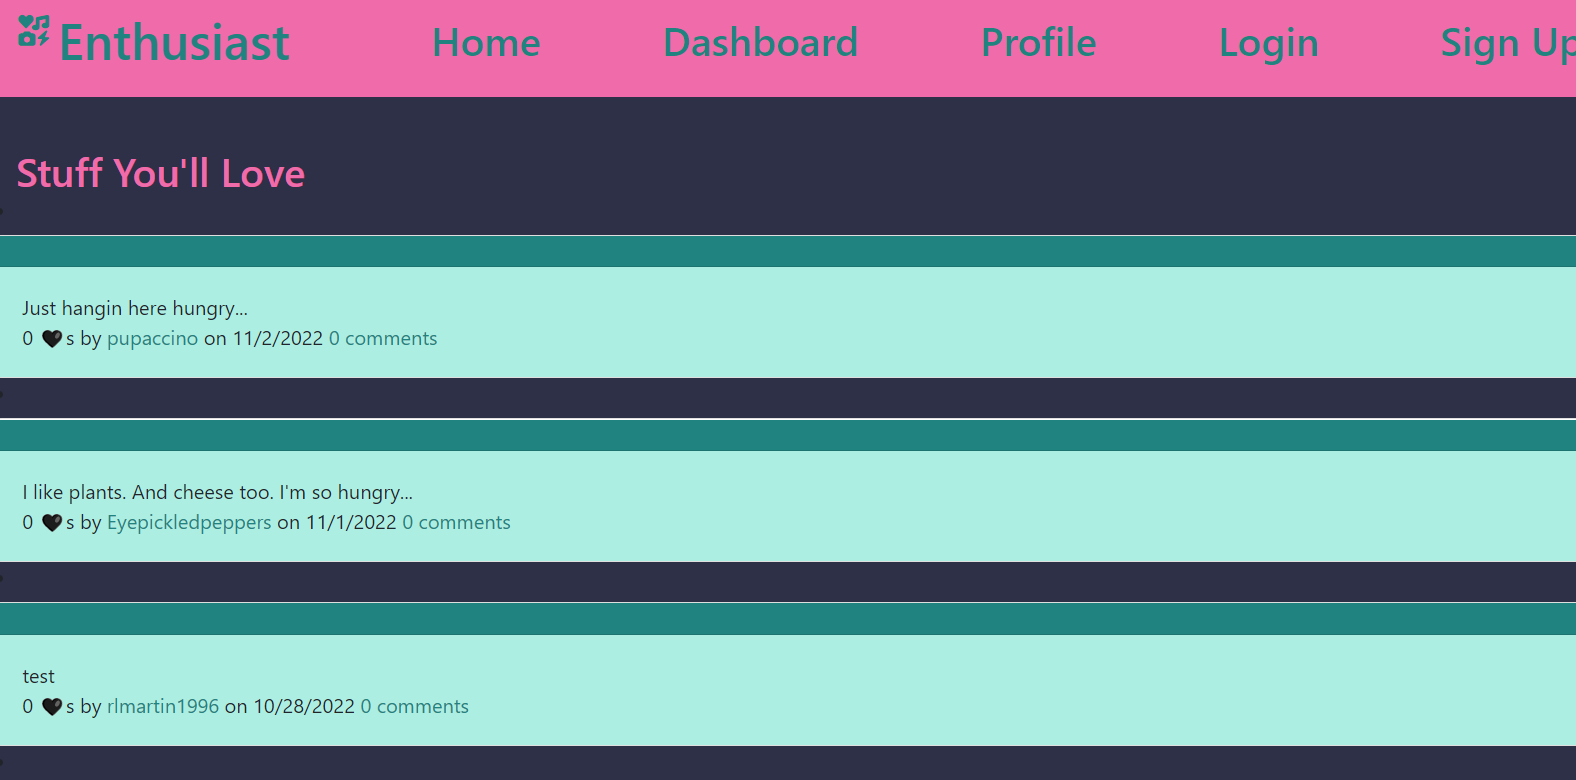 Enthusiast Home Dashboard Profile Login Sign Up
Stuff You'll Love
Just hangin here hungry...
0 🖤s by pupaccino on 11/2/2022 0 comments
I like plants. And cheese too. I'm so hungry...
0 🖤s by Eyepickledpeppers on 11/1/2022 0 comments
test
0 🖤s by rlmartin1996 on 10/28/2022 0 comments